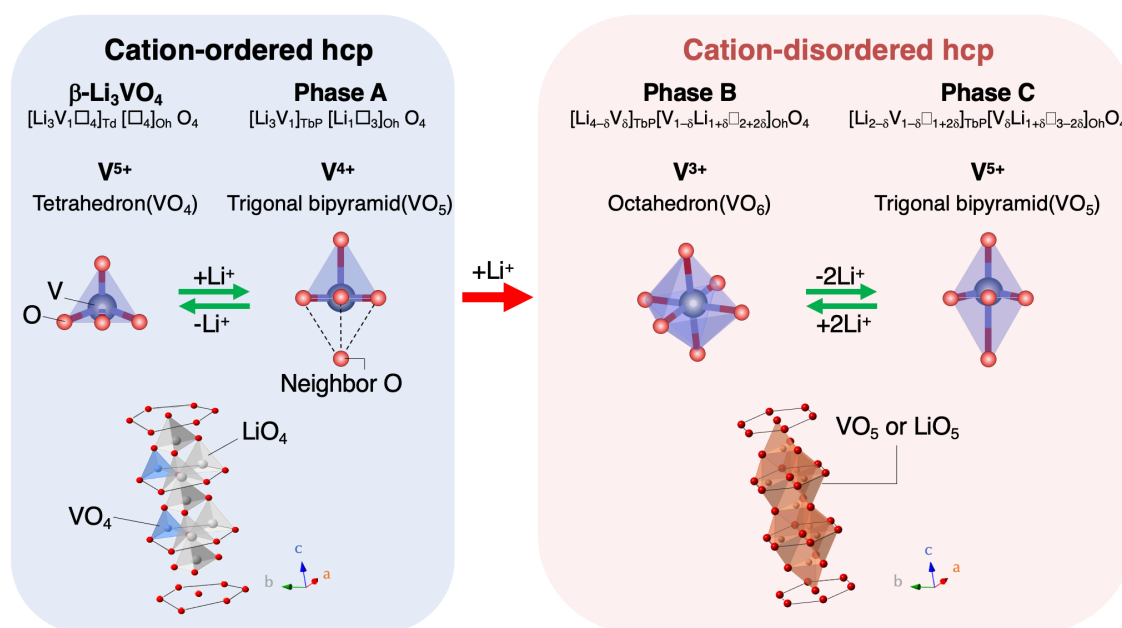 Cation-ordered hcp
β-Li₃VO₄
[Li₃V₁□₄]Td [□₄]Oh O₄
V⁵⁺
Tetrahedron(VO₄)
Phase A
[Li₃V₁]TbP [Li₁□₃]Oh O₄
V⁴⁺
Trigonal bipyramid(VO₅)
V
O
+Li⁺
-Li⁺
Neighbor O
LiO₄
VO₄
c
b
a
+Li⁺
Cation-disordered hcp
Phase B
[Li₄₋δVδ]TbP[V₁₋δLi₁₊δ□₂₊₂δ]OhO₄
V³⁺
Octahedron(VO₆)
Phase C
[Li₂₋δV₁₋δ□₁₊₂δ]TbP[VδLi₁₊δ□₃₋₂δ]OhO₄
V⁵⁺
Trigonal bipyramid(VO₅)
-2Li⁺
+2Li⁺
VO₅ or LiO₅
c
b
a